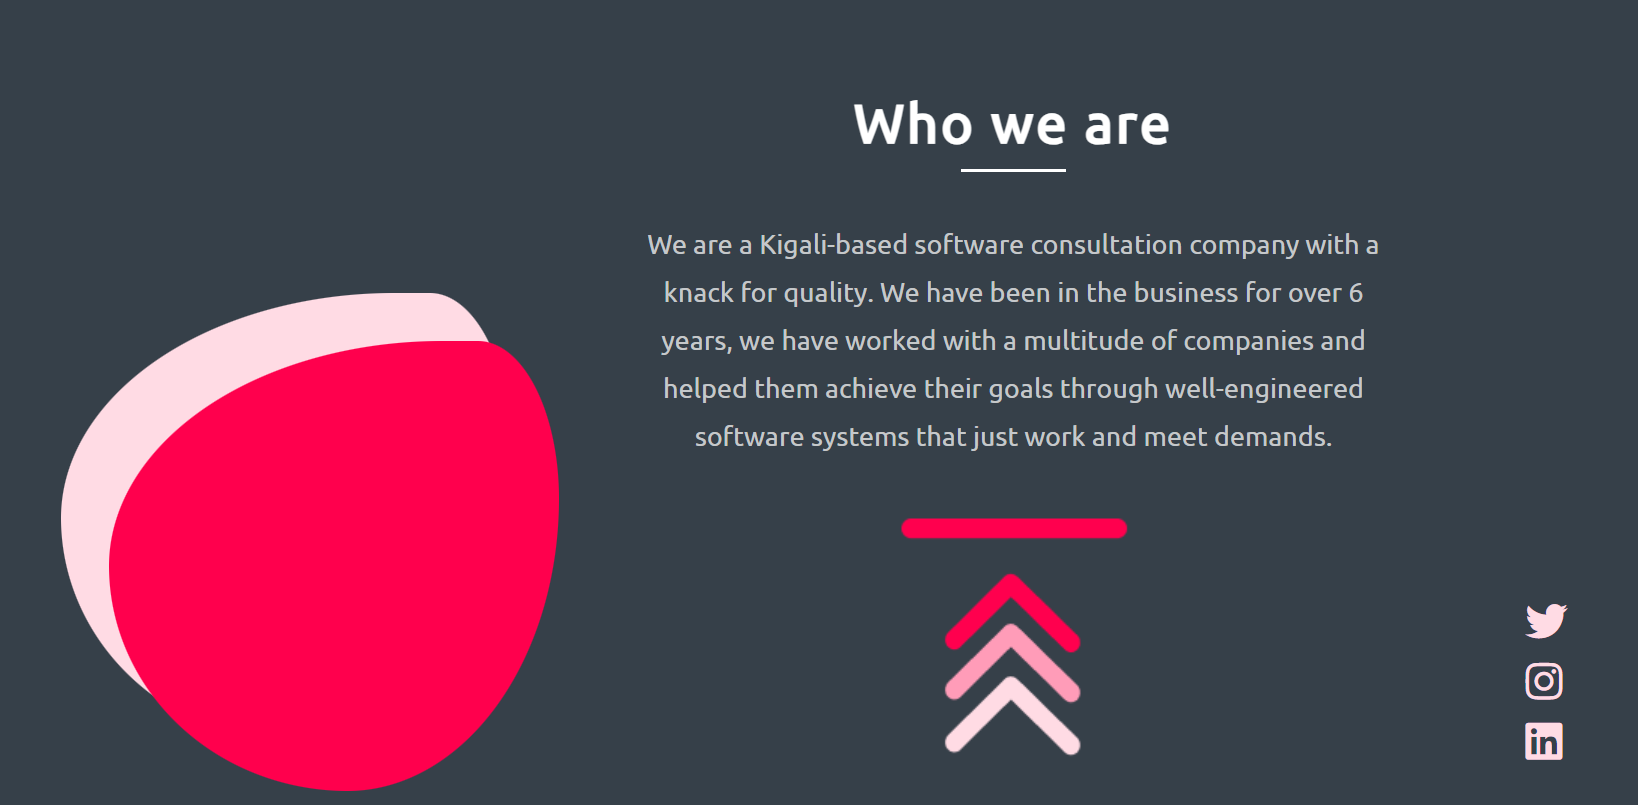 Who we are
We are a Kigali-based software consultation company with a
knack for quality. We have been in the business for over 6
years, we have worked with a multitude of companies and
helped them achieve their goals through well-engineered
software systems that just work and meet demands.
in